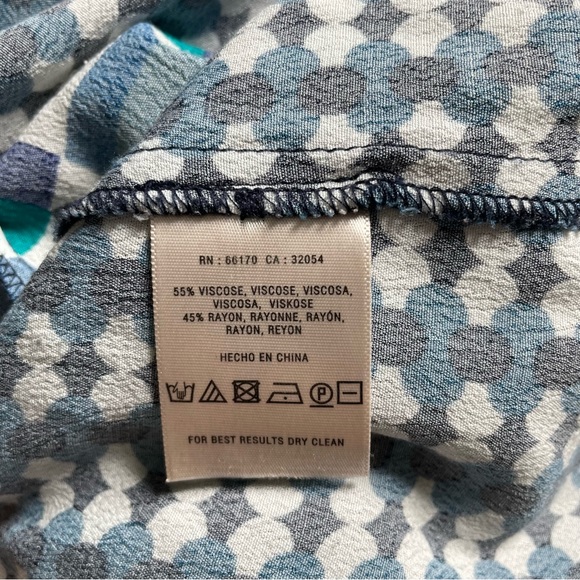 RN : 66170 CA : 32054
55% VISCOSE, VISCOSE, VISCOSA,
VISCOSA, VISKOSE
45% RAYON, RAYONNE, RAYÓN,
RAYON, REYON
HECHO EN CHINA
P
FOR BEST RESULTS DRY CLEAN